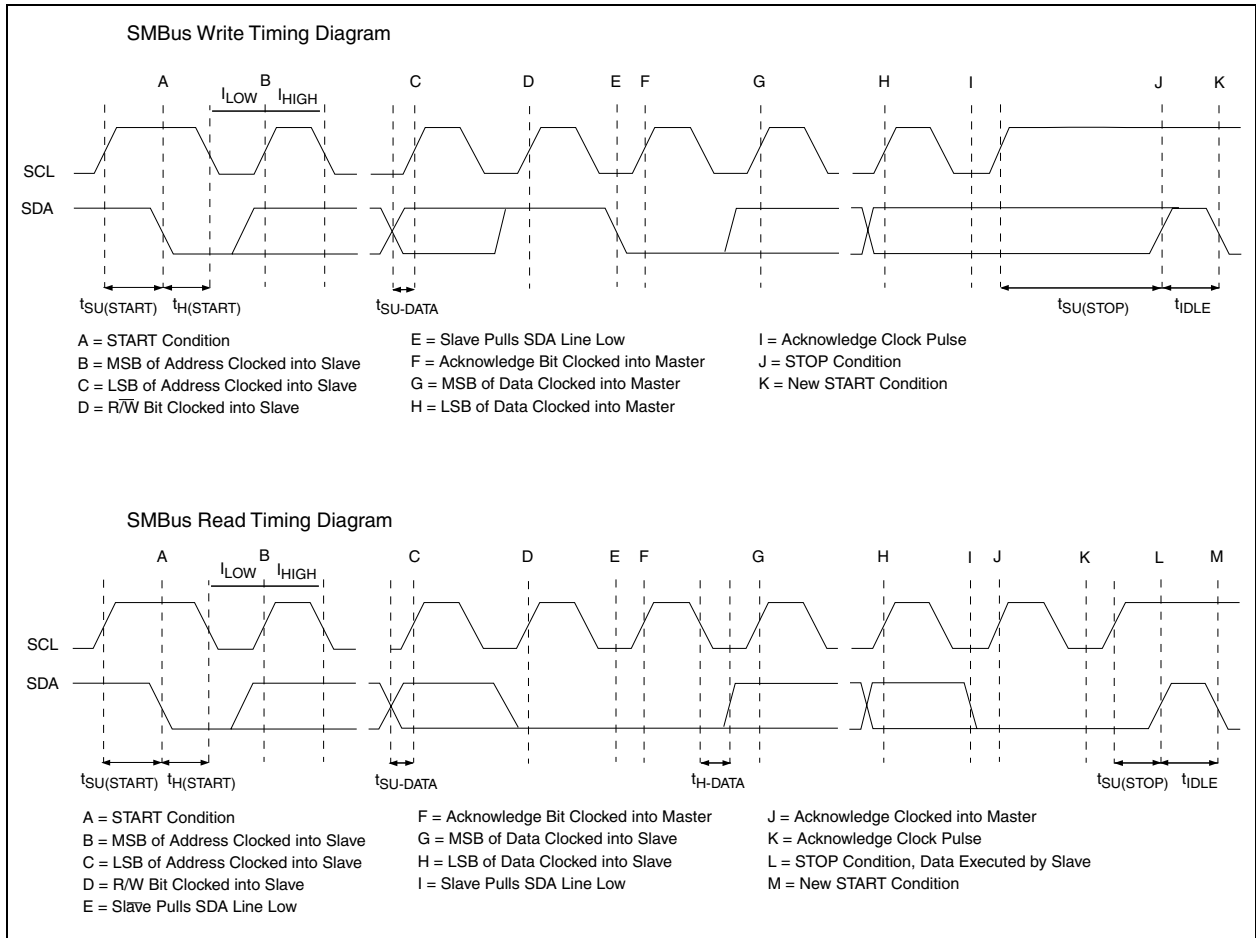 SMBus Write Timing Diagram
A ILOW B IHIGH C D E F G H I J K
SCL
SDA
tSU(START) tH(START) tSU-DATA tSU(STOP) tIDLE
A = START Condition
B = MSB of Address Clocked into Slave
C = LSB of Address Clocked into Slave
D = R/W̅ Bit Clocked into Slave
E = Slave Pulls SDA Line Low
F = Acknowledge Bit Clocked into Master
G = MSB of Data Clocked into Master
H = LSB of Data Clocked into Master
I = Acknowledge Clock Pulse
J = STOP Condition
K = New START Condition
SMBus Read Timing Diagram
A ILOW B IHIGH C D E F G H I J K L M
SCL
SDA
tSU(START) tH(START) tSU-DATA tH-DATA tSU(STOP) tIDLE
A = START Condition
B = MSB of Address Clocked into Slave
C = LSB of Address Clocked into Slave
D = R/W Bit Clocked into Slave
E = Slave Pulls SDA Line Low
F = Acknowledge Bit Clocked into Master
G = MSB of Data Clocked into Slave
H = LSB of Data Clocked into Slave
I = Slave Pulls SDA Line Low
J = Acknowledge Clocked into Master
K = Acknowledge Clock Pulse
L = STOP Condition, Data Executed by Slave
M = New START Condition